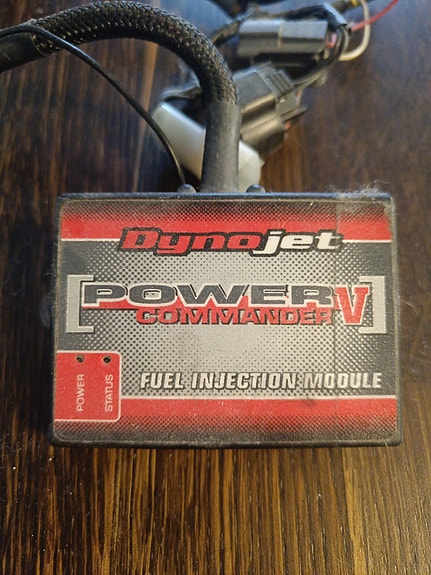 Dynojet
[POWER V]
COMMANDER
FUEL INJECTION MODULE
POWER
STATUS